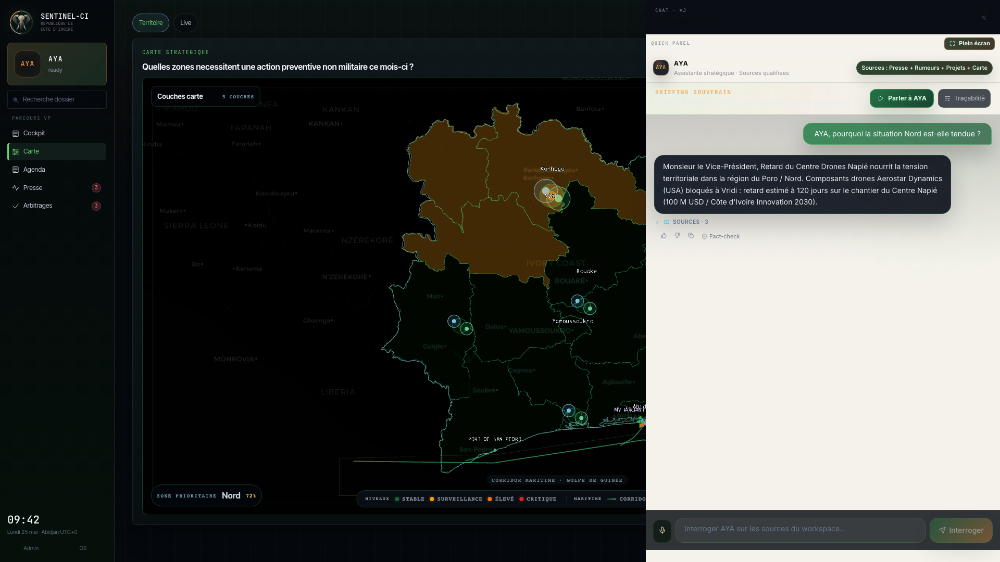 SENTINEL-CI
REPUBLIQUE DE
COTE D'IVOIRE
AYA
AYA
ready
Recherche dossier
PARCOURS VP
Cockpit
Carte
Agenda
Presse
3
Arbitrages
3
09:42
Lundi 25 mai · Abidjan UTC+0
Admin
OS
Territoire
Live
CARTE STRATEGIQUE
Quelles zones necessitent une action preventive non militaire ce mois-ci ?
Couches carte
5 COUCHES
BOBO-DIOULASSO
MAMOU
KANKAN
Banfora
Mamou
FARANAH
KANKAN
Kindia
Faranah
Korhogo
Korhogo
NORD
Kissidougou
Makeni
SIERRA LEONE
Koidu
Macenta
NZÉRÉKORÉ
Bo
Kenema
N'ZÉRÉKORÉ
IVORY COAST
Bouake
BOUAKÉ
Man
Gbarnga
Yamoussoukro
Daloa
YAMOUSSOUKRO
Guiglo
MONROVIA
Gagnoa
Agboville
LIBERIA
Soubré
PORT DE SAN PEDRO
San-Pédro
CORRIDOR MARITIME · GOLFE DE GUINÉE
ZONE PRIORITAIRE
Nord
72%
NIVEAUX
STABLE
SURVEILLANCE
ÉLEVÉ
CRITIQUE
MARITIME
CORRIDO
CHAT · ⌘J
QUICK PANEL
Plein écran
AYA
AYA
Assistante stratégique · Sources qualifiees
Sources : Presse + Rumeurs + Projets + Carte
BRIEFING SOUVERAIN
Parler à AYA
Traçabilité
AYA, pourquoi la situation Nord est-elle tendue ?
Monsieur le Vice-Président, Retard du Centre Drones Napié nourrit la tension
territoriale dans la région du Poro / Nord. Composants drones Aerostar Dynamics
(USA) bloqués à Vridi : retard estimé à 120 jours sur le chantier du Centre Napié
(100 M USD / Côte d'Ivoire Innovation 2030).
SOURCES · 3
Fact-check
Interroger AYA sur les sources du workspace...
Interroger